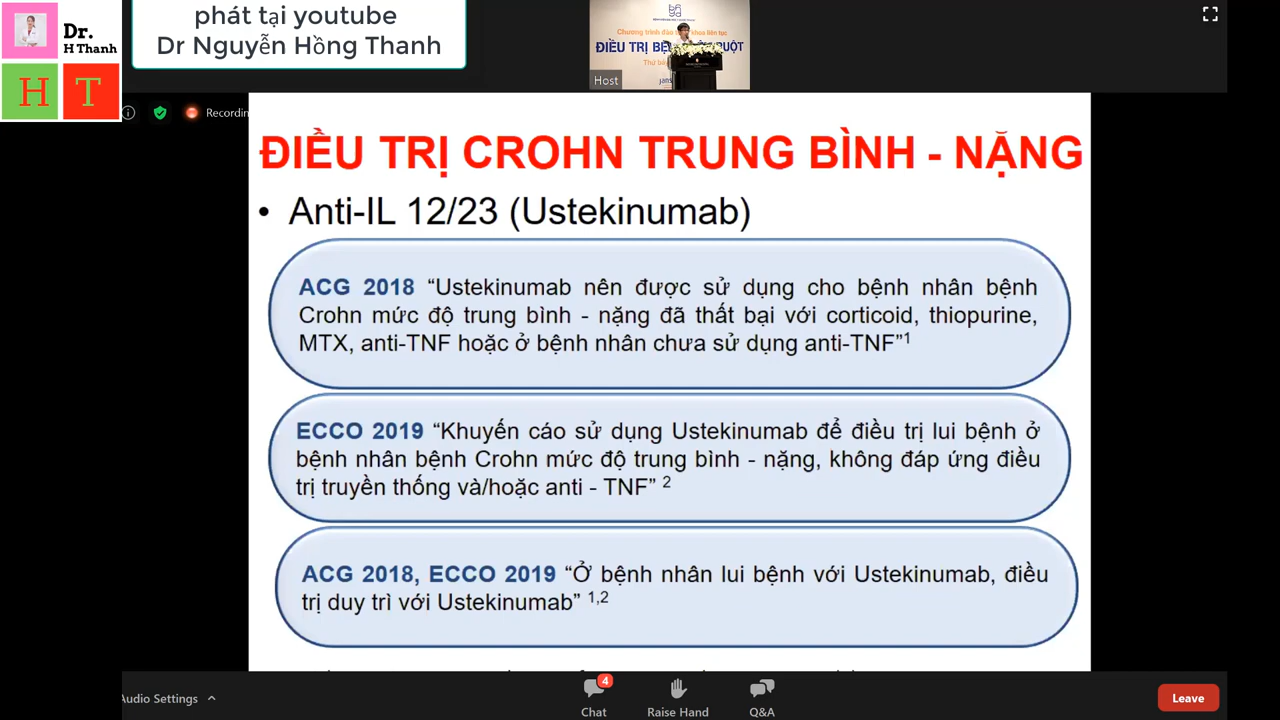 phát tại youtube
Dr Nguyễn Hồng Thanh
Dr.
H Thanh
H T
Chương trình đào khoa liên tục
ĐIỀU TRỊ BỆ RUỘT
Host
Recordin
ĐIỀU TRỊ CROHN TRUNG BÌNH - NẶNG
• Anti-IL 12/23 (Ustekinumab)
ACG 2018 “Ustekinumab nên được sử dụng cho bệnh nhân bệnh
Crohn mức độ trung bình - nặng đã thất bại với corticoid, thiopurine,
MTX, anti-TNF hoặc ở bệnh nhân chưa sử dụng anti-TNF”1
ECCO 2019 “Khuyến cáo sử dụng Ustekinumab để điều trị lui bệnh ở
bệnh nhân bệnh Crohn mức độ trung bình - nặng, không đáp ứng điều
trị truyền thống và/hoặc anti - TNF” 2
ACG 2018, ECCO 2019 “Ở bệnh nhân lui bệnh với Ustekinumab, điều
trị duy trì với Ustekinumab” 1,2
Audio Settings
4
Chat
Raise Hand
Q&A
Leave